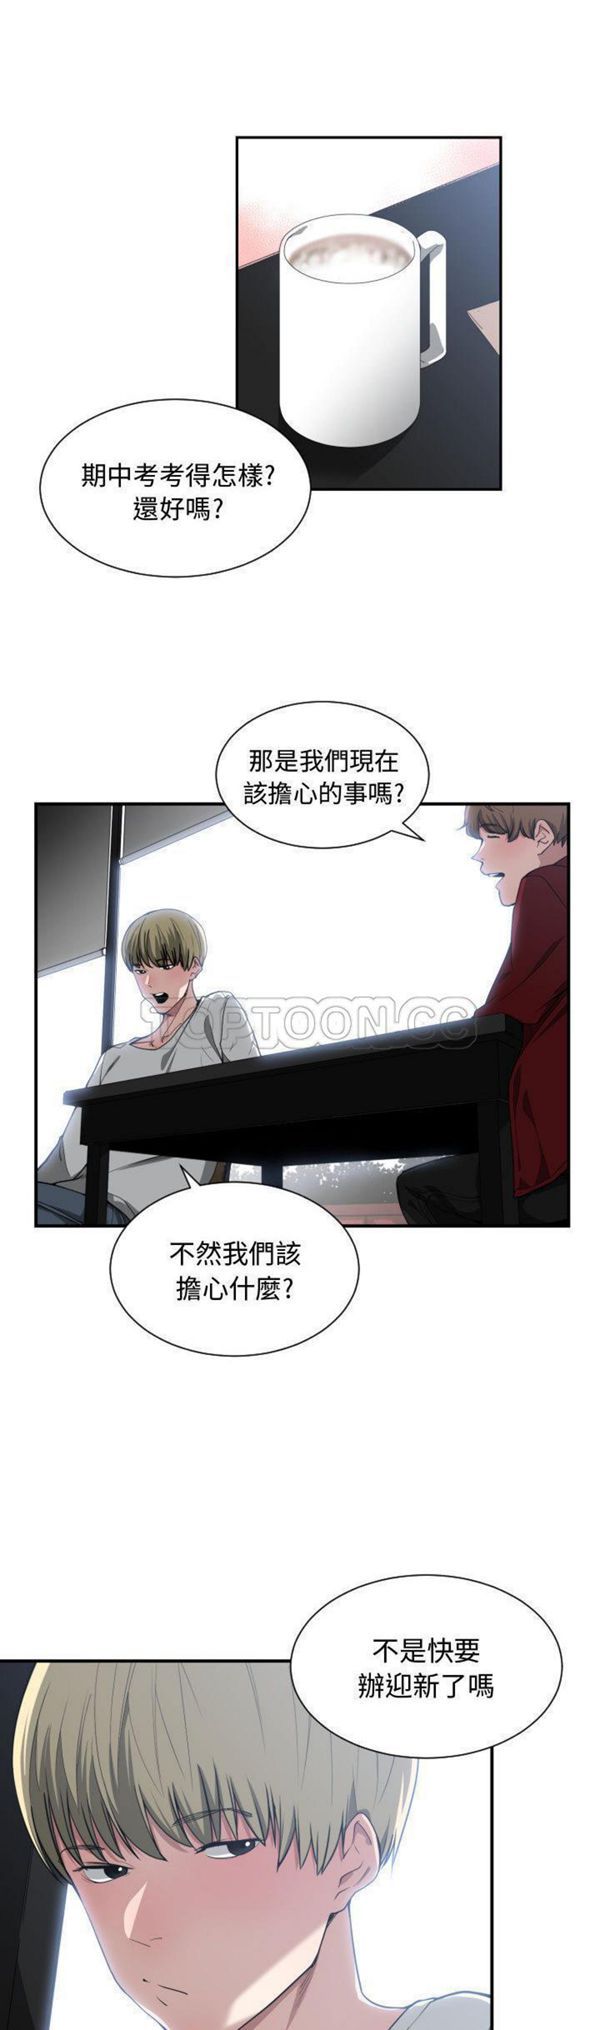 期中考考得怎樣?
還好嗎?
那是我們現在
該擔心的事嗎?
TOPTOON.CC
不然我們該
擔心什麼?
不是快要
辦迎新了嗎